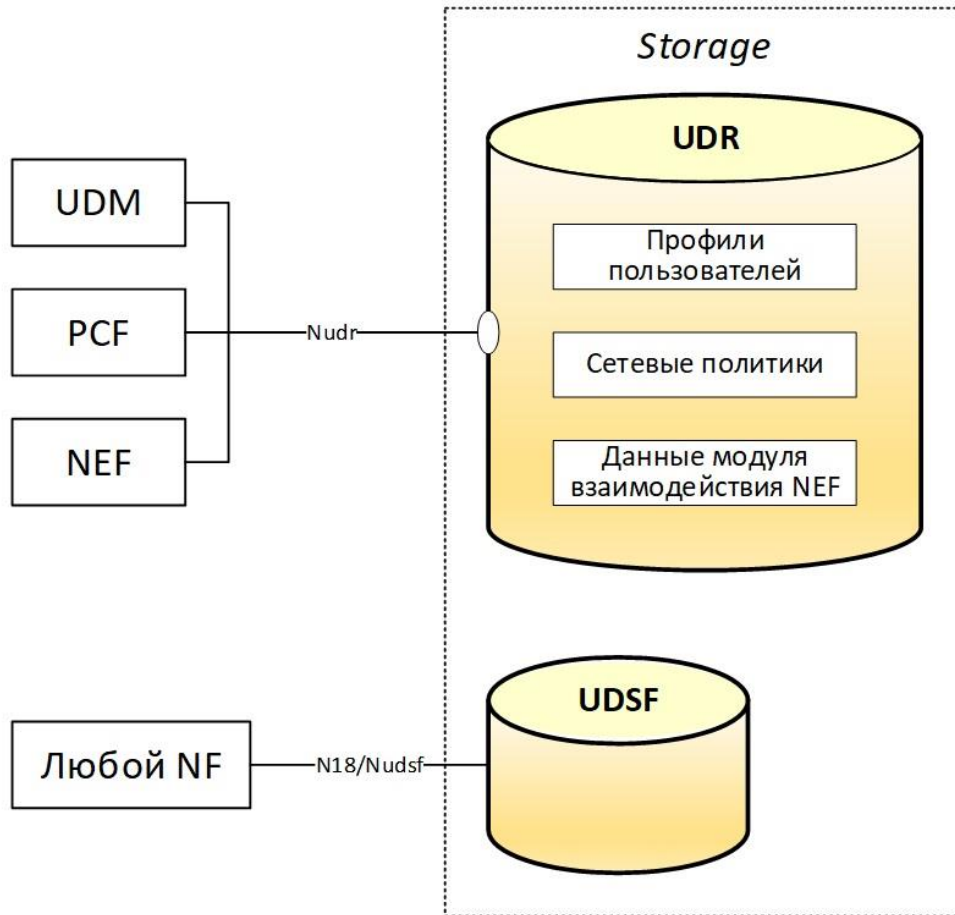 Storage
UDR
UDM
PCF
NEF
Nudr
Профили
пользователей
Сетевые политики
Данные модуля
взаимодействия NEF
UDSF
Любой NF
N18/Nudsf